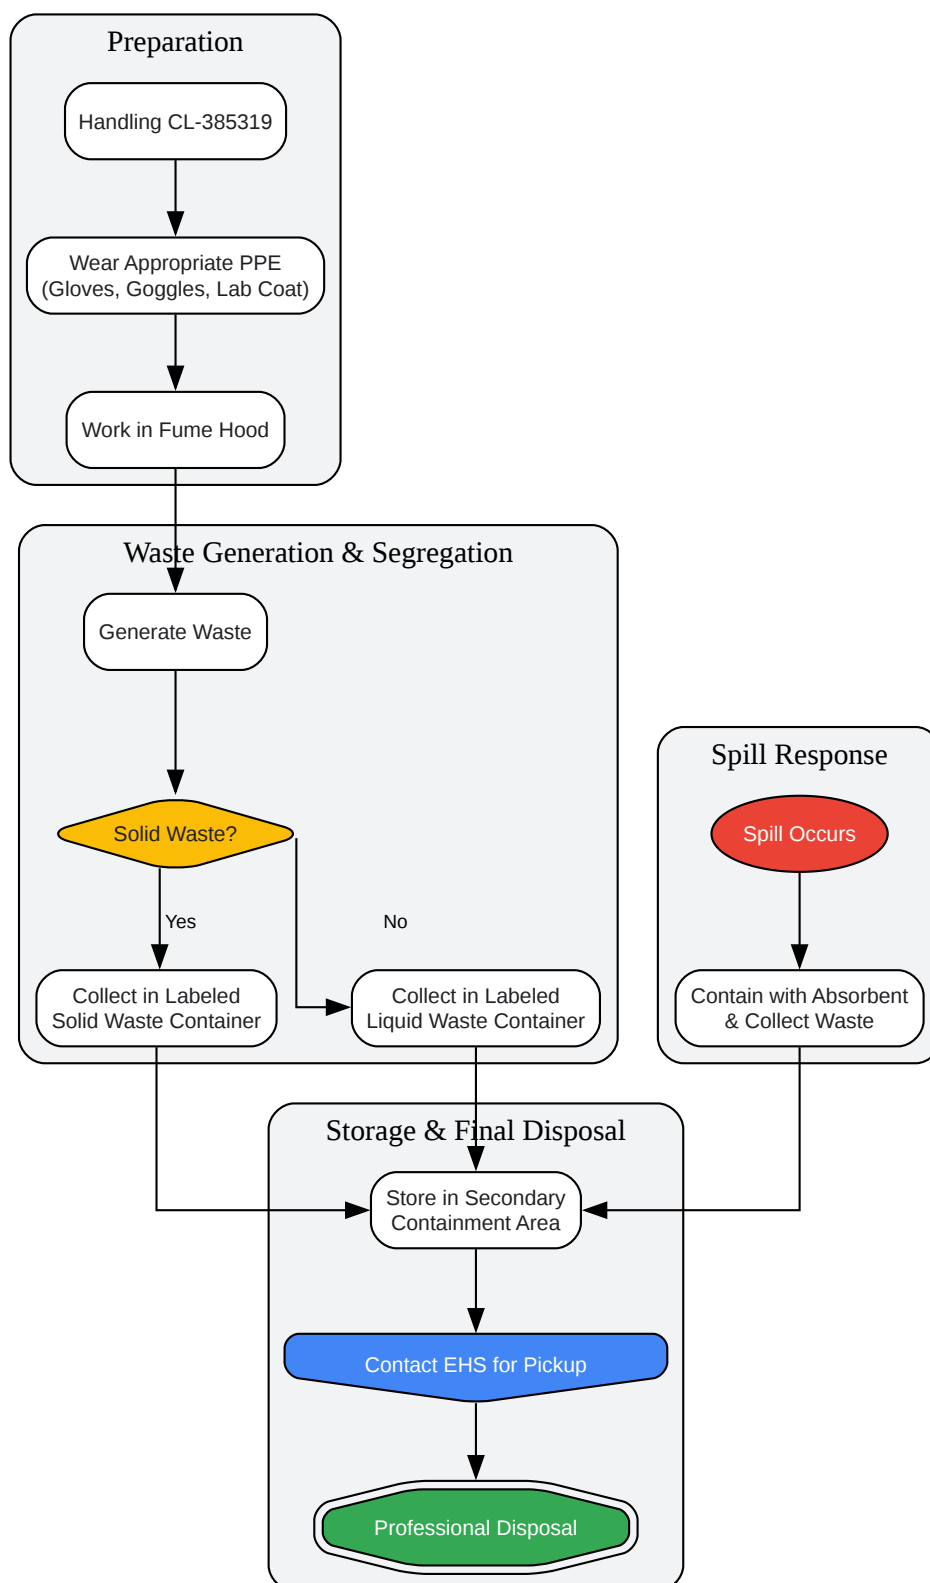 Preparation
Handling CL-385319
Wear Appropriate PPE
(Gloves, Goggles, Lab Coat)
Work in Fume Hood
Waste Generation & Segregation
Generate Waste
Solid Waste?
Yes
No
Collect in Labeled
Solid Waste Container
Collect in Labeled
Liquid Waste Container
Spill Response
Spill Occurs
Contain with Absorbent
& Collect Waste
Storage & Final Disposal
Store in Secondary
Containment Area
Contact EHS for Pickup
Professional Disposal